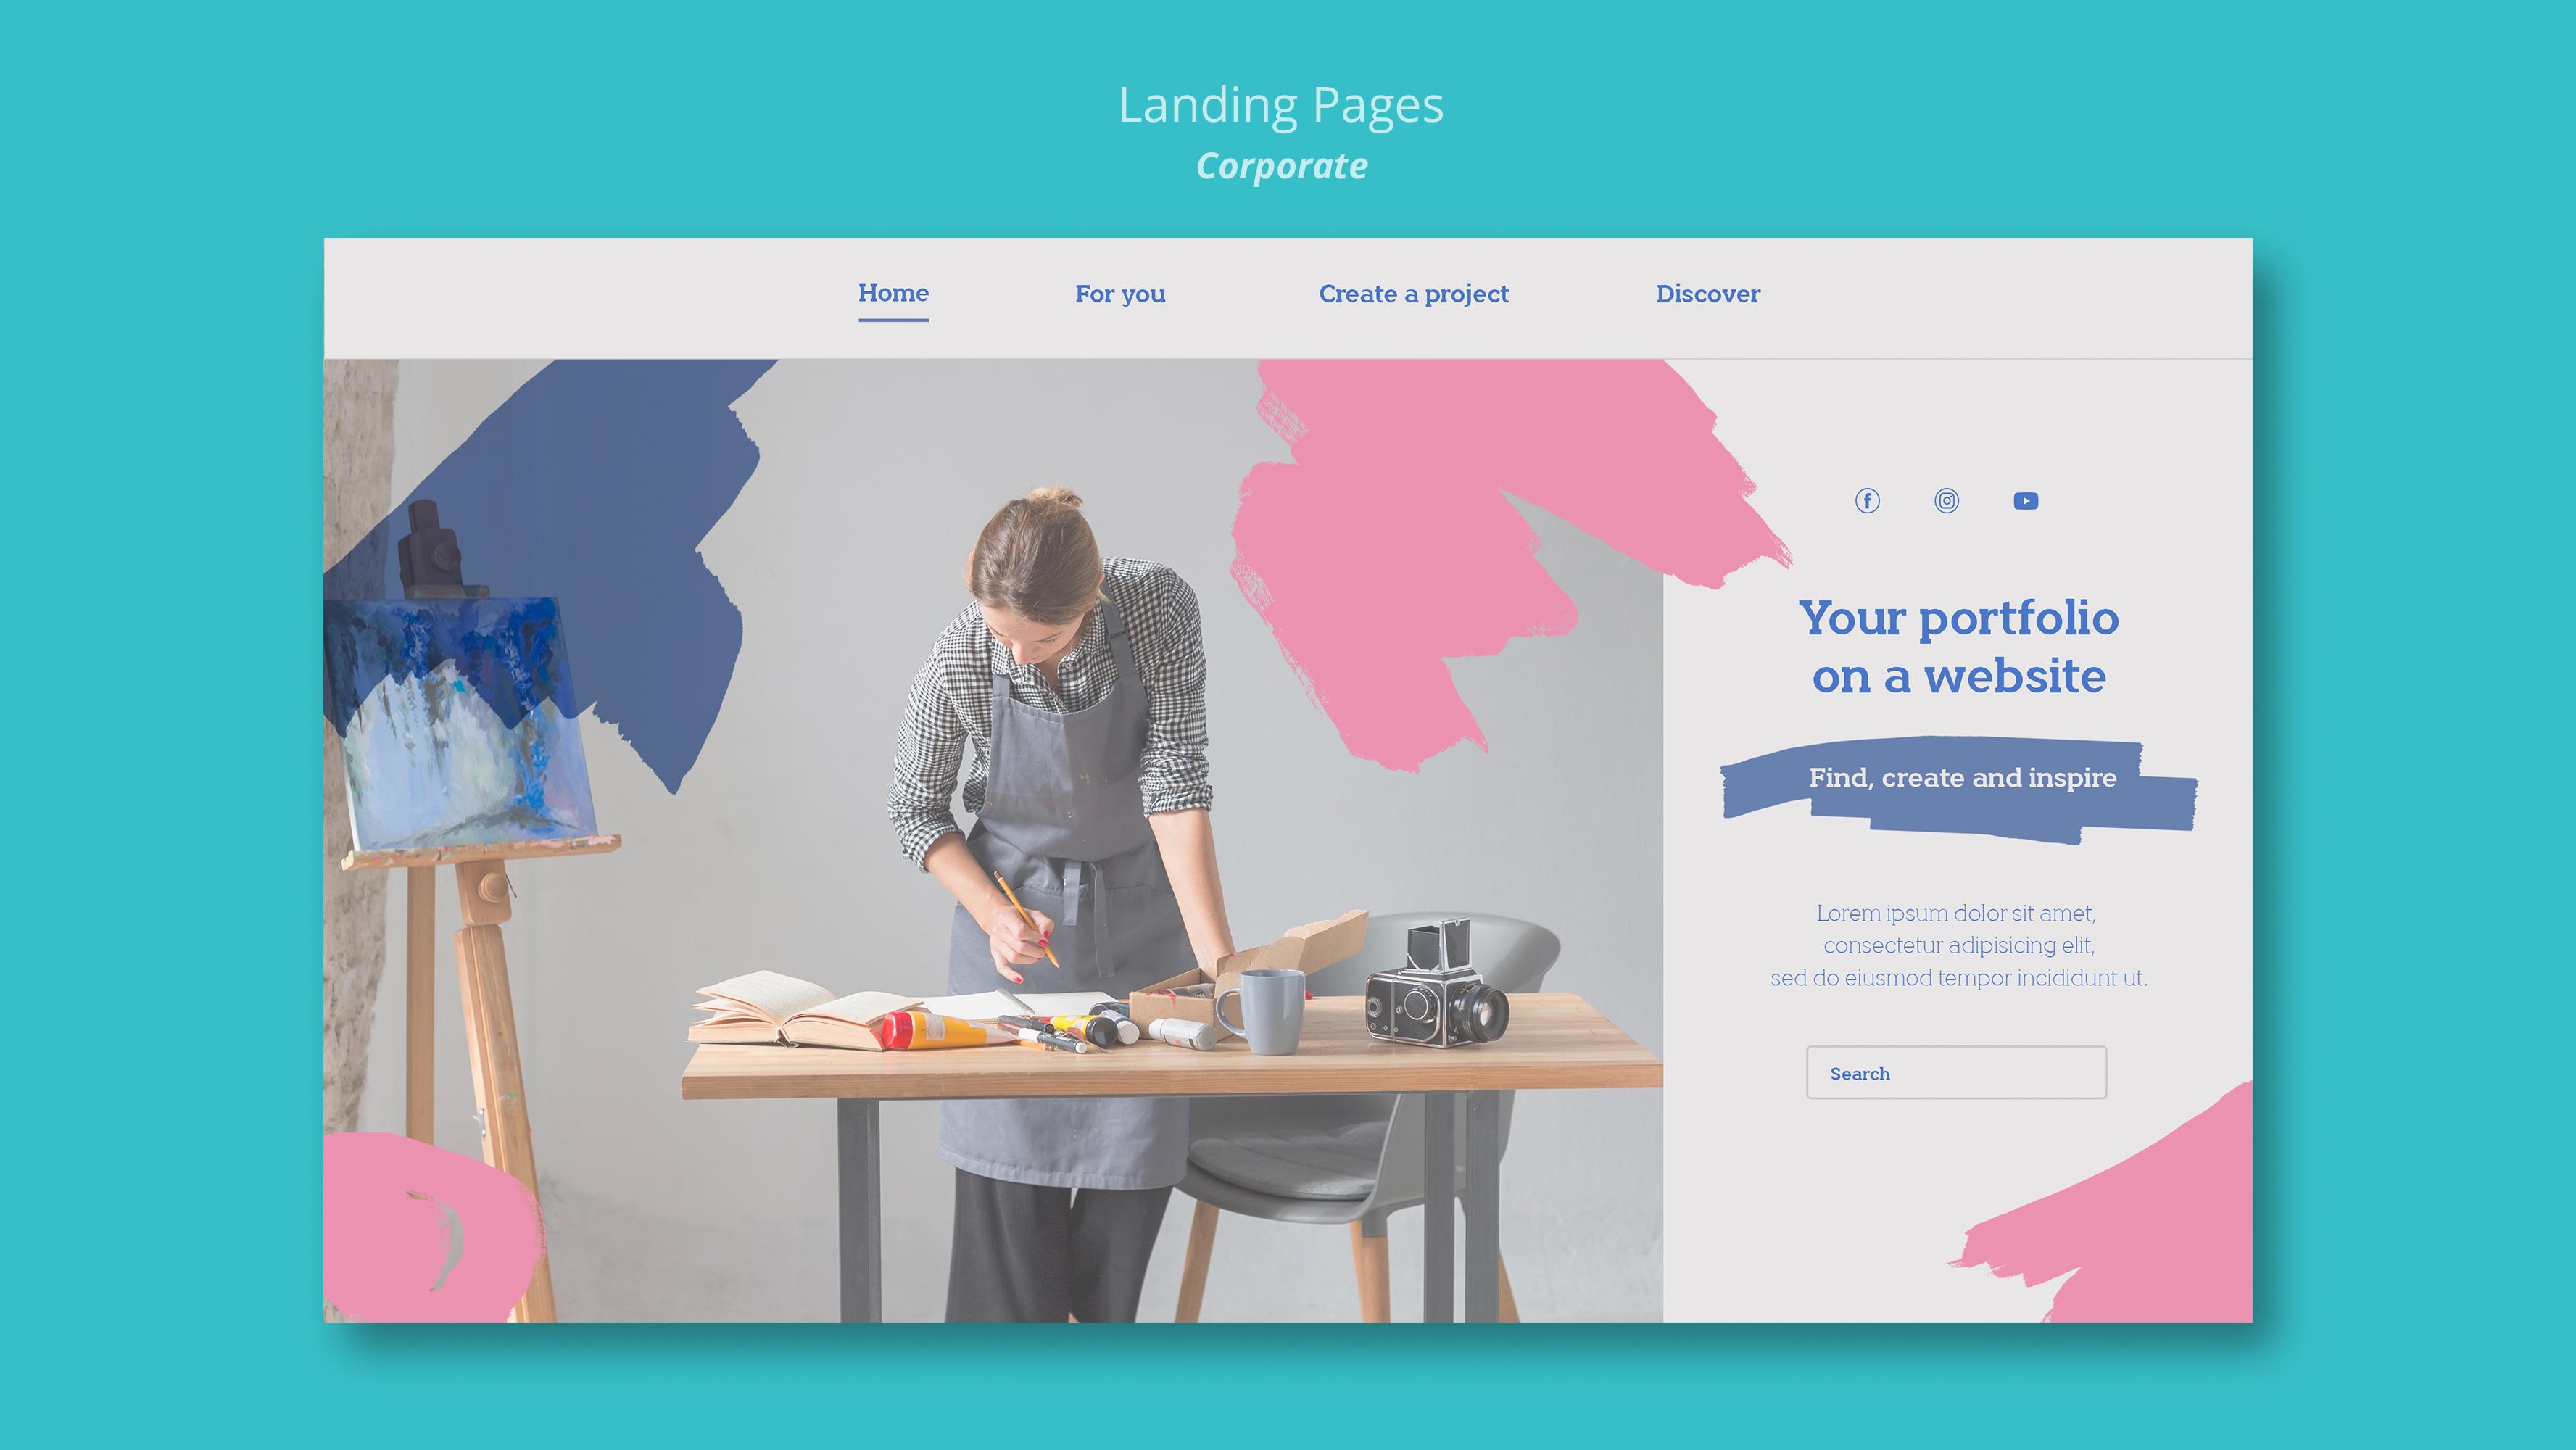 Landing Pages
Corporate
Home
For you
Create a project
Discover
Your portfolio
on a website
Find, create and inspire
Lorem ipsum dolor sit amet,
consectetur adipisicing elit,
sed do eiusmod tempor incididunt ut.
Search